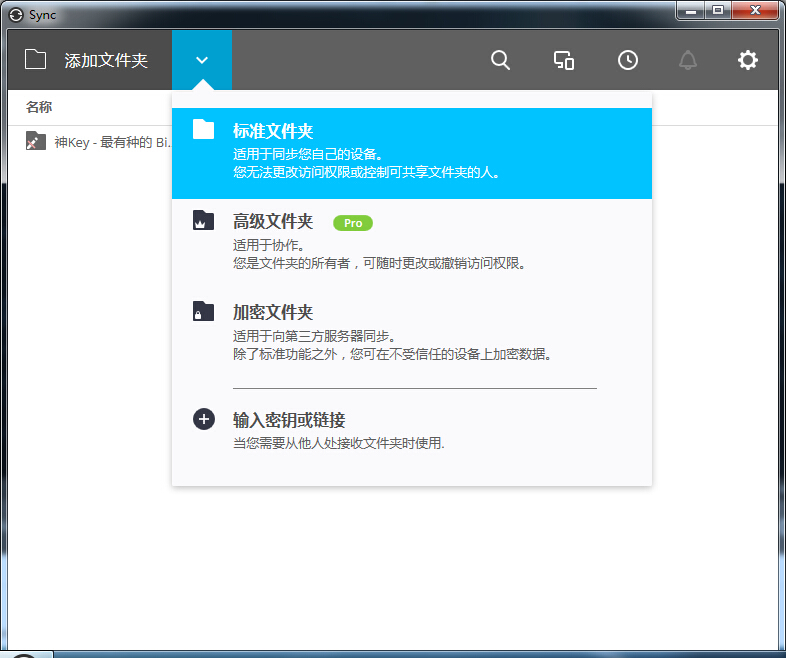 Sync
添加文件夹
名称
神Key - 最有种的 Bi...
标准文件夹
适用于同步您自己的设备。
您无法更改访问权限或控制可共享文件夹的人。
高级文件夹 Pro
适用于协作。
您是文件夹的所有者，可随时更改或撤销访问权限。
加密文件夹
适用于向第三方服务器同步。
除了标准功能之外，您可在不受信任的设备上加密数据。
输入密钥或链接
当您需要从他人处接收文件夹时使用.